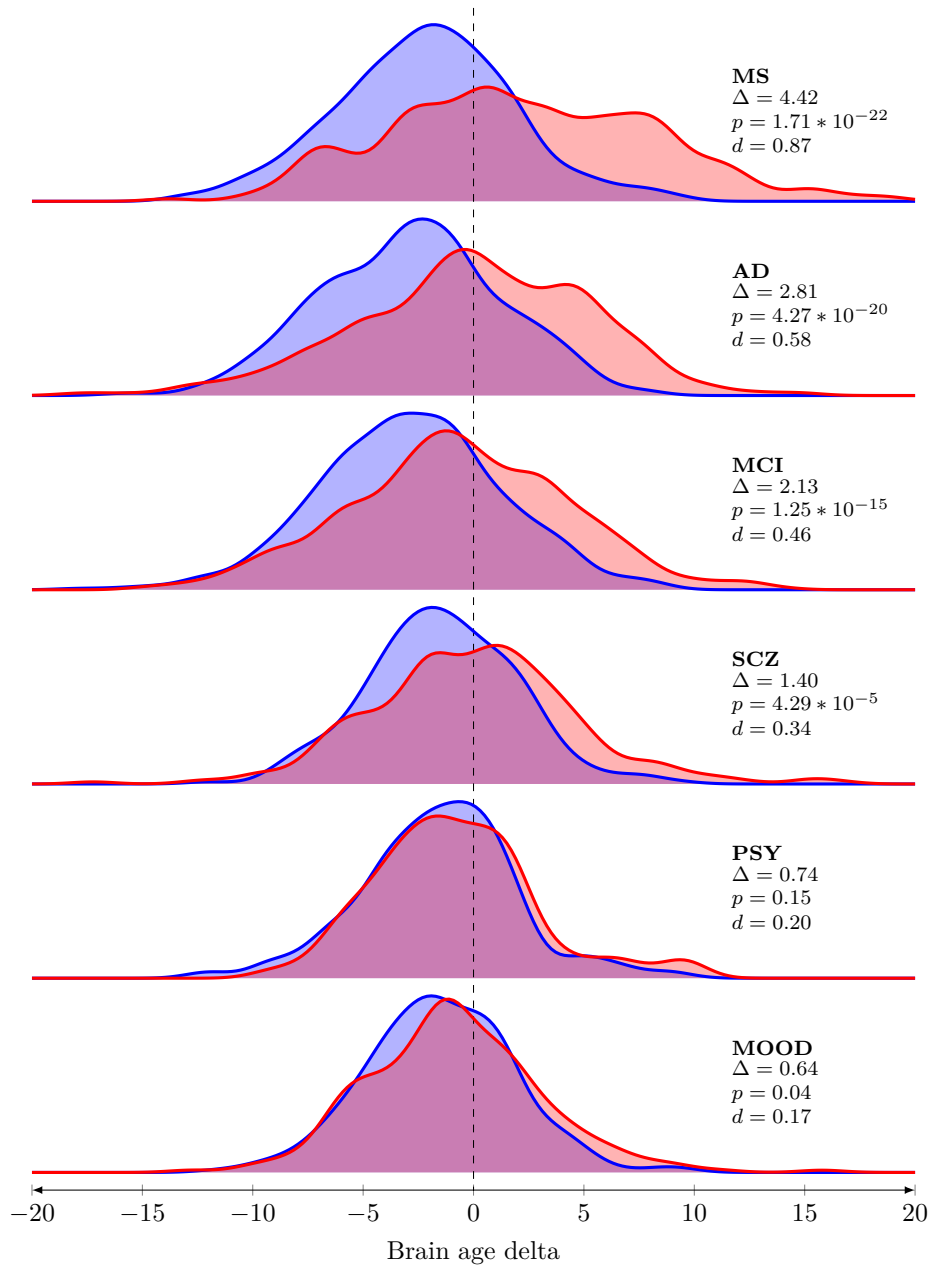 MS
Δ = 4.42
p = 1.71 * 10⁻²²
d = 0.87
AD
Δ = 2.81
p = 4.27 * 10⁻²⁰
d = 0.58
MCI
Δ = 2.13
p = 1.25 * 10⁻¹⁵
d = 0.46
SCZ
Δ = 1.40
p = 4.29 * 10⁻⁵
d = 0.34
PSY
Δ = 0.74
p = 0.15
d = 0.20
MOOD
Δ = 0.64
p = 0.04
d = 0.17
−20 −15 −10 −5 0 5 10 15 20
Brain age delta